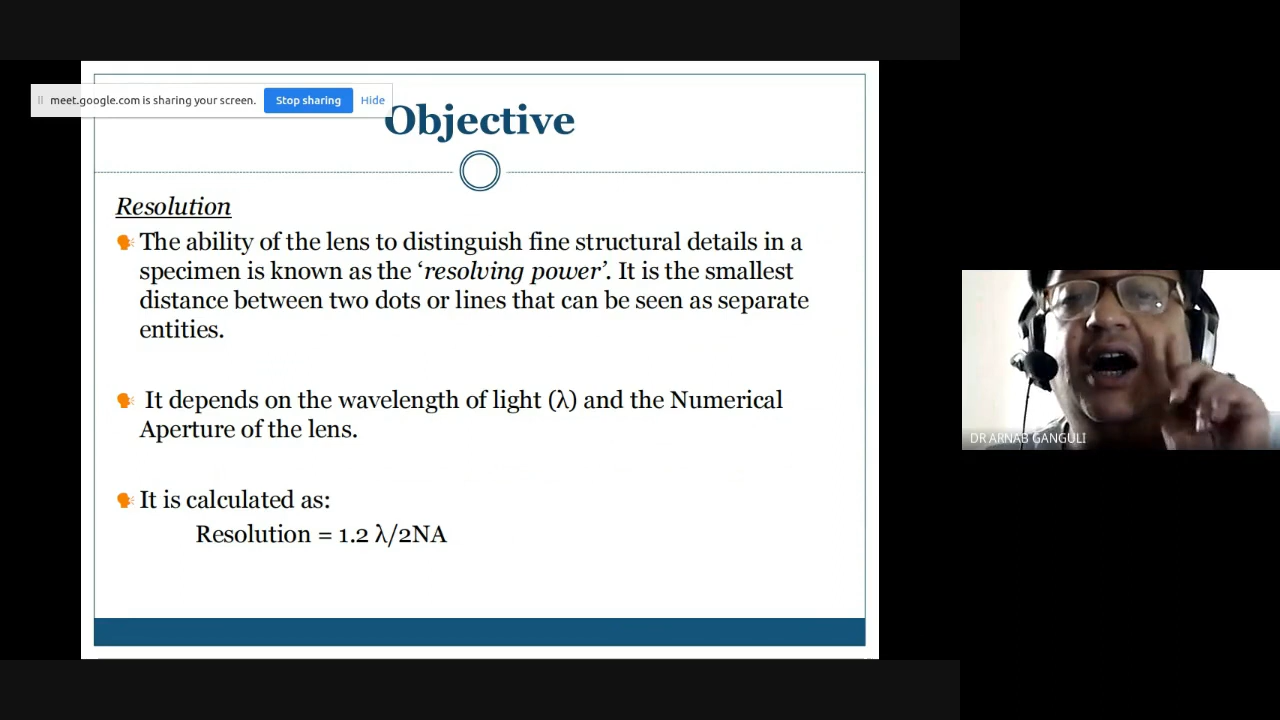 meet.google.com is sharing your screen. Stop sharing Hide
Objective
Resolution
The ability of the lens to distinguish fine structural details in a
specimen is known as the ‘resolving power’. It is the smallest
distance between two dots or lines that can be seen as separate
entities.
It depends on the wavelength of light (λ) and the Numerical
Aperture of the lens.
It is calculated as:
Resolution = 1.2 λ/2NA
DR ARNAB GANGULI